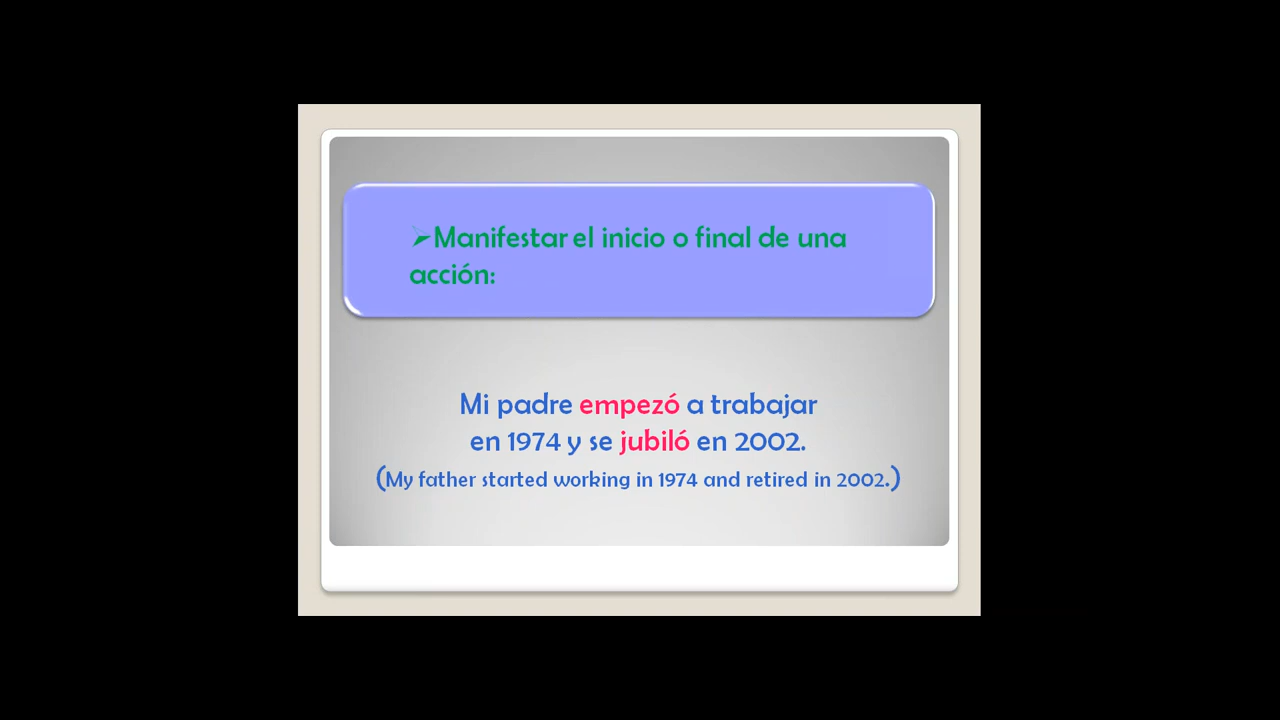 ➢Manifestar el inicio o final de una
acción:
Mi padre empezó a trabajar
en 1974 y se jubiló en 2002.
(My father started working in 1974 and retired in 2002.)